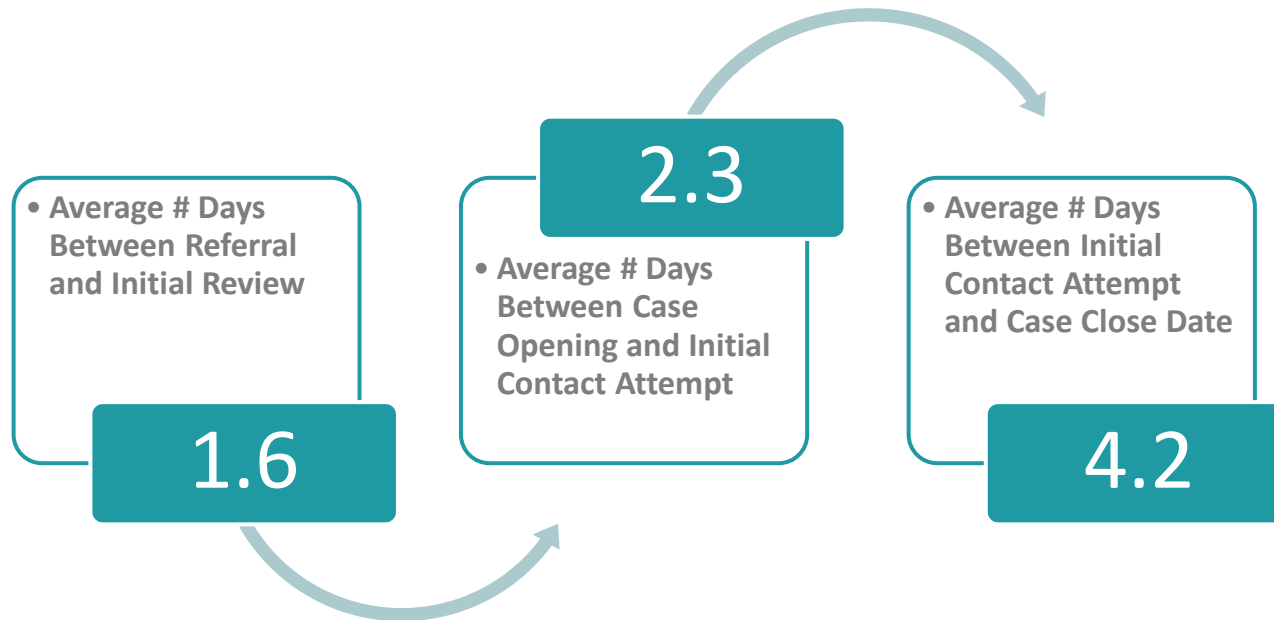 • Average # Days
Between Referral
and Initial Review
1.6
2.3
• Average # Days
Between Case
Opening and Initial
Contact Attempt
• Average # Days
Between Initial
Contact Attempt
and Case Close Date
4.2